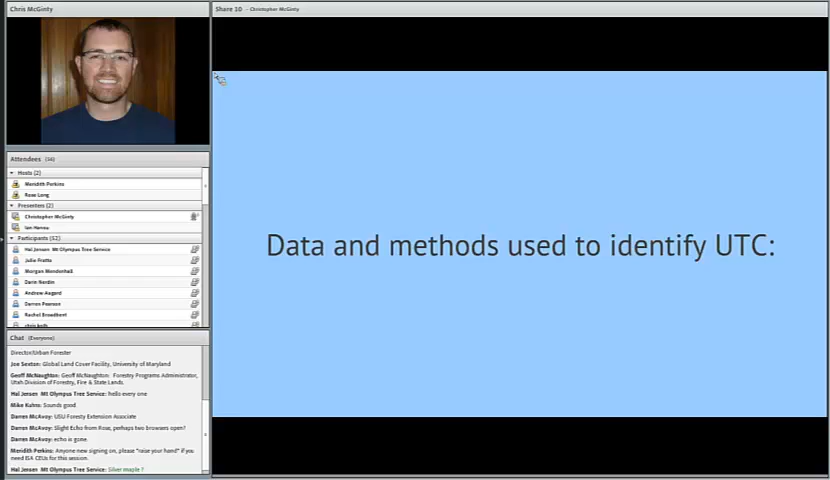 Chris McGinty
Share 10 - Christopher McGinty
Attendees
Hosts (2)
Meridith Perkins
Rose Long
Presenters (2)
Christopher McGinty
Ian Hanou
Participants (12)
Hal Jensen Mt Olympus Tree Service
Julie Fratto
Morgan Mendenhall
Darin Nordin
Andrew Aagard
Darren Pearson
Rachel Broadbent
Chat (Everyone)
Director/Urban Forester
Joe Sexton: Global Land Cover Facility, University of Maryland
Geoff McNaughton: Geoff McNaughton: Forestry Programs Administrator,
Utah Division of Forestry, Fire & State Lands.
Hal Jensen Mt Olympus Tree Service: hello every one
Mike Kuhns: Sounds good
Darren McAvoy: USU Foresty Extension Associate
Darren McAvoy: Slight Echo from Rose, perhaps two browsers open?
Darren McAvoy: echo is gone.
Meridith Perkins: Anyone new signing on, please "raise your hand" if you
need ISA CEUs for this session.
Hal Jensen Mt Olympus Tree Service: Silver maple ?
Data and methods used to identify UTC: